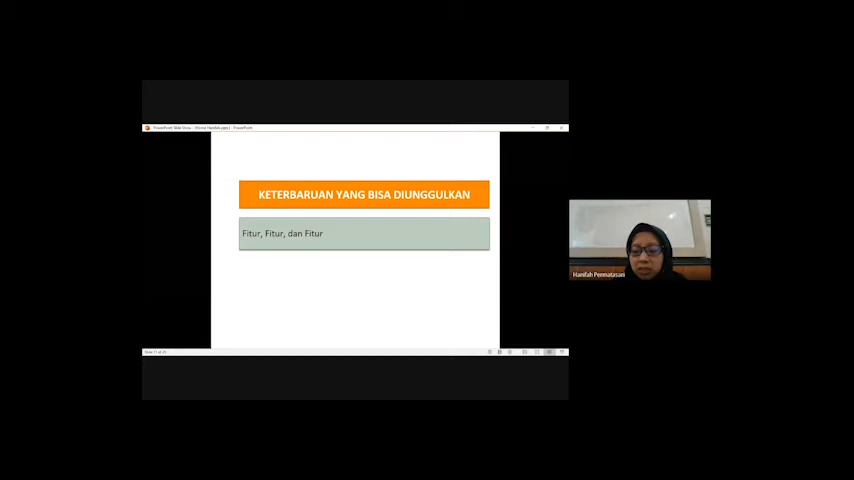 KETERBARUAN YANG BISA DIUNGGULKAN
Fitur, Fitur, dan Fitur
Hanifah Permatasari